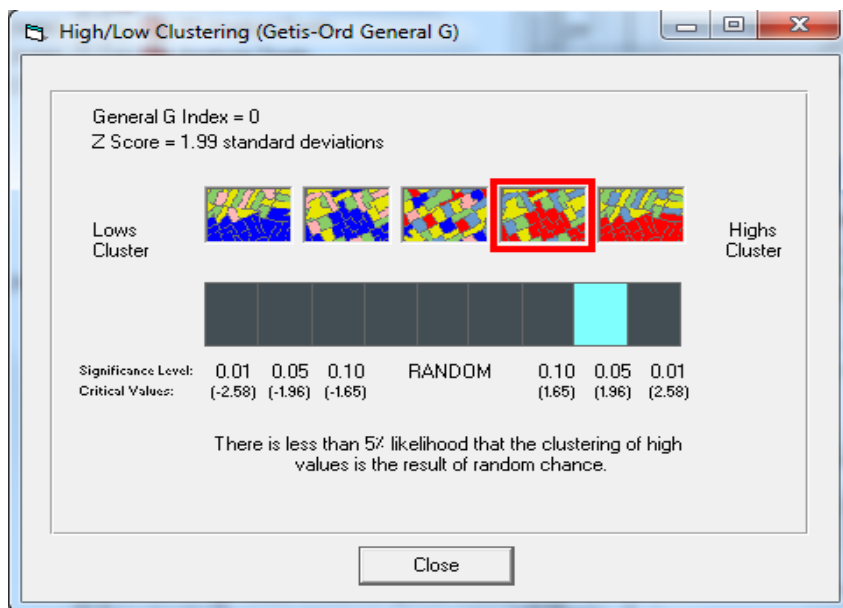 High/Low Clustering (Getis-Ord General G)
General G Index = 0
Z Score = 1.99 standard deviations
Lows
Cluster
Highs
Cluster
Significance Level: 0.01 0.05 0.10 RANDOM 0.10 0.05 0.01
Critical Values: (-2.58) (-1.96) (-1.65) (1.65) (1.96) (2.58)
There is less than 5% likelihood that the clustering of high
values is the result of random chance.
Close